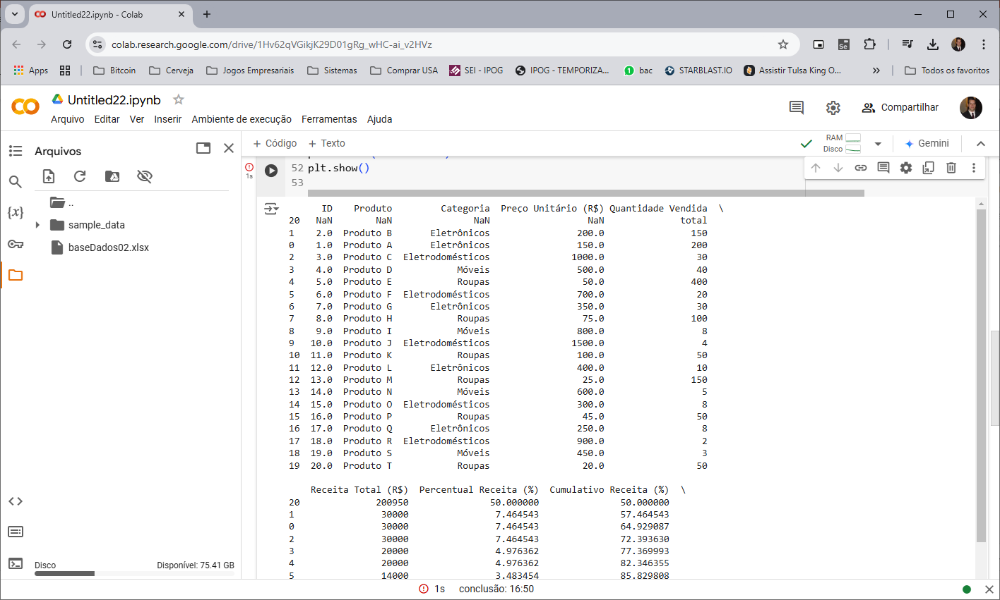 Untitled22.ipynb - Colab
colab.research.google.com/drive/1Hv62qVGikjK29D01gRg_wHC-ai_v2HVz
Apps Bitcoin Cerveja Jogos Empresariais Sistemas Comprar USA SEI - IPOG IPOG - TEMPORIZA... bac STARBLAST.IO Assistir Tulsa King O... » Todos os favoritos
Untitled22.ipynb
Arquivo Editar Ver Inserir Ambiente de execução Ferramentas Ajuda
Compartilhar
Arquivos
+ Código + Texto
RAM
Disco
Gemini
..
sample_data
baseDados02.xlsx
Disco Disponível: 75.41 GB
1s
52 plt.show()
53
ID Produto Categoria Preço Unitário (R$) Quantidade Vendida \
20 NaN NaN NaN NaN total
1 2.0 Produto B Eletrônicos 200.0 150
0 1.0 Produto A Eletrônicos 150.0 200
2 3.0 Produto C Eletrodomésticos 1000.0 30
3 4.0 Produto D Móveis 500.0 40
4 5.0 Produto E Roupas 50.0 400
5 6.0 Produto F Eletrodomésticos 700.0 20
6 7.0 Produto G Eletrônicos 350.0 30
7 8.0 Produto H Roupas 75.0 100
8 9.0 Produto I Móveis 800.0 8
9 10.0 Produto J Eletrodomésticos 1500.0 4
10 11.0 Produto K Roupas 100.0 50
11 12.0 Produto L Eletrônicos 400.0 10
12 13.0 Produto M Roupas 25.0 150
13 14.0 Produto N Móveis 600.0 5
14 15.0 Produto O Eletrodomésticos 300.0 8
15 16.0 Produto P Roupas 45.0 50
16 17.0 Produto Q Eletrônicos 250.0 8
17 18.0 Produto R Eletrodomésticos 900.0 2
18 19.0 Produto S Móveis 450.0 3
19 20.0 Produto T Roupas 20.0 50
Receita Total (R$) Percentual Receita (%) Cumulativo Receita (%) \
20 200950 50.000000 50.000000
1 30000 7.464543 57.464543
0 30000 7.464543 64.929087
2 30000 7.464543 72.393630
3 20000 4.976362 77.369993
4 20000 4.976362 82.346355
5 14000 3.483454 85.829808
1s conclusão: 16:50